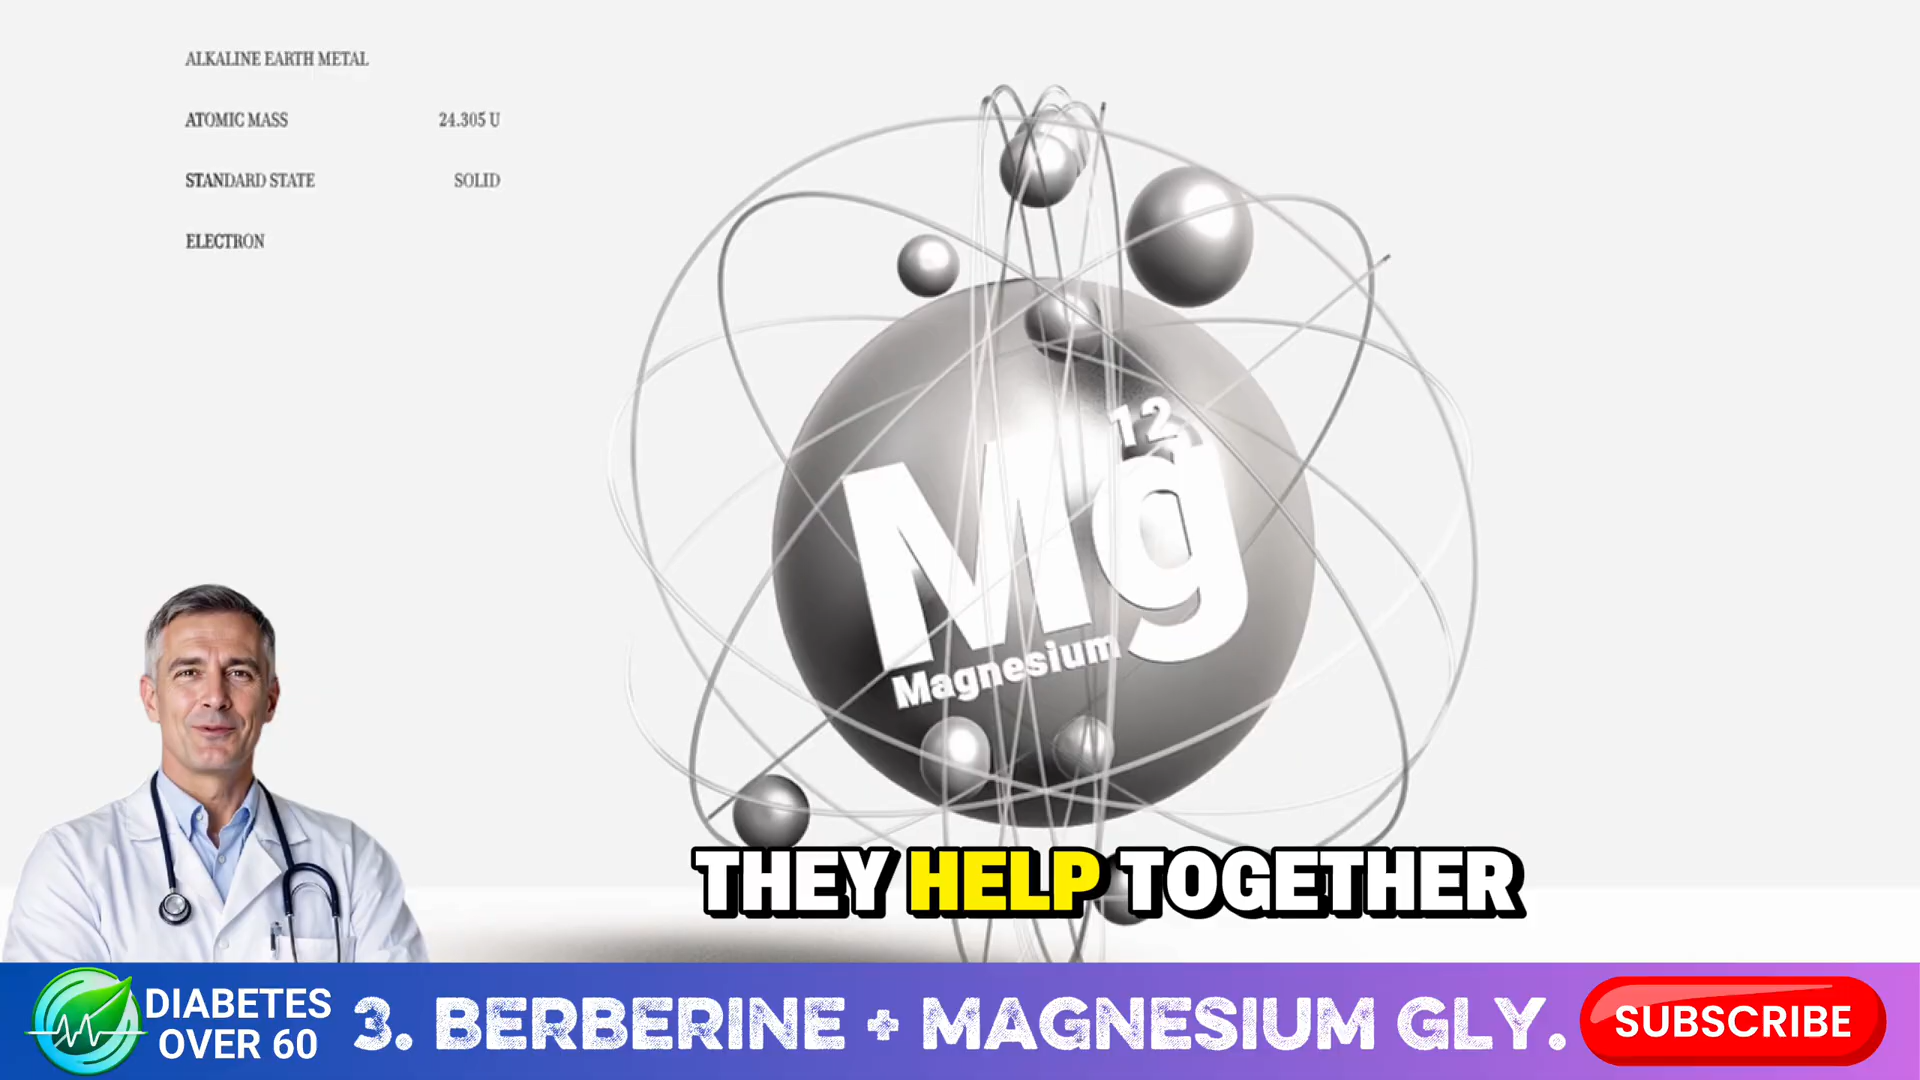 ALKALINE EARTH METAL
ATOMIC MASS 24.305 U
STANDARD STATE SOLID
ELECTRON
12
Mg
Magnesium
THEY HELP TOGETHER
DIABETES
OVER 60
3. BERBERINE + MAGNESIUM GLY.
SUBSCRIBE